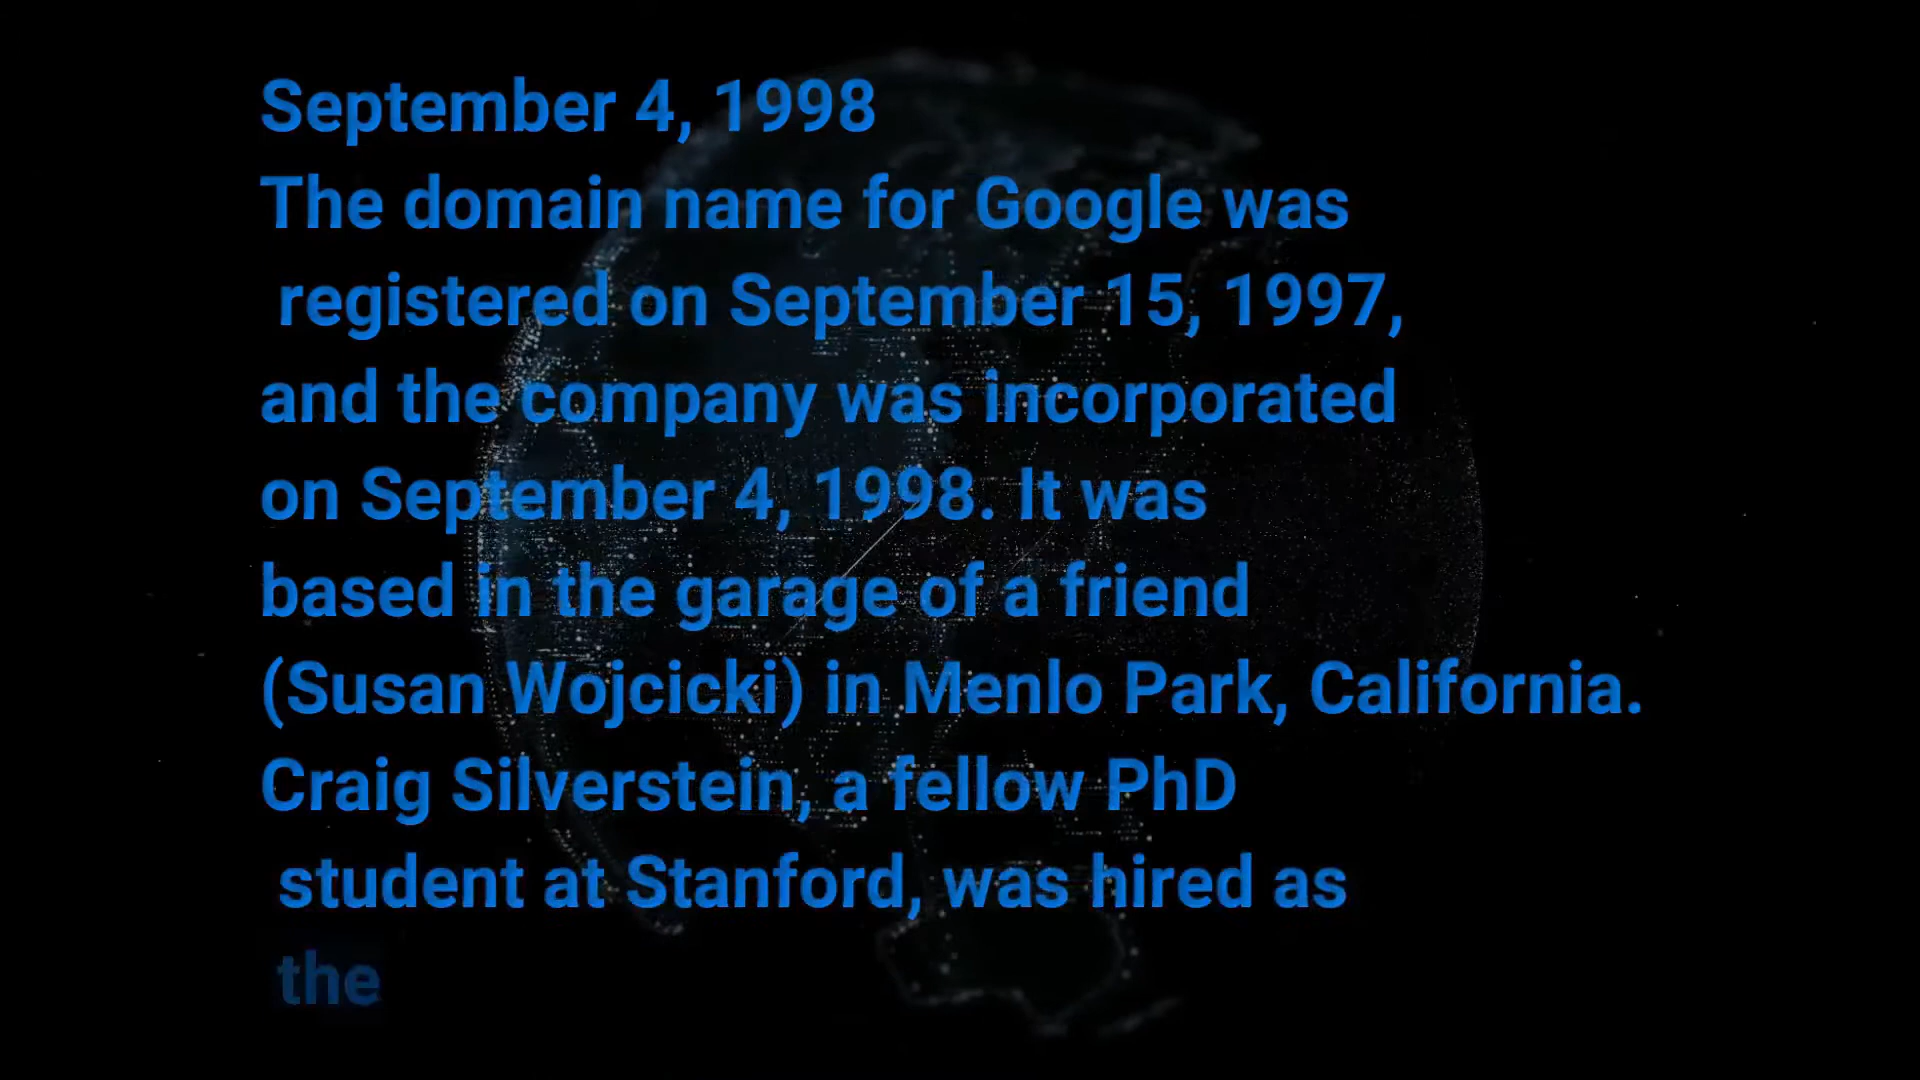 September 4, 1998
The domain name for Google was
registered on September 15, 1997,
and the company was incorporated
on September 4, 1998. It was
based in the garage of a friend
(Susan Wojcicki) in Menlo Park, California.
Craig Silverstein, a fellow PhD
student at Stanford, was hired as
the